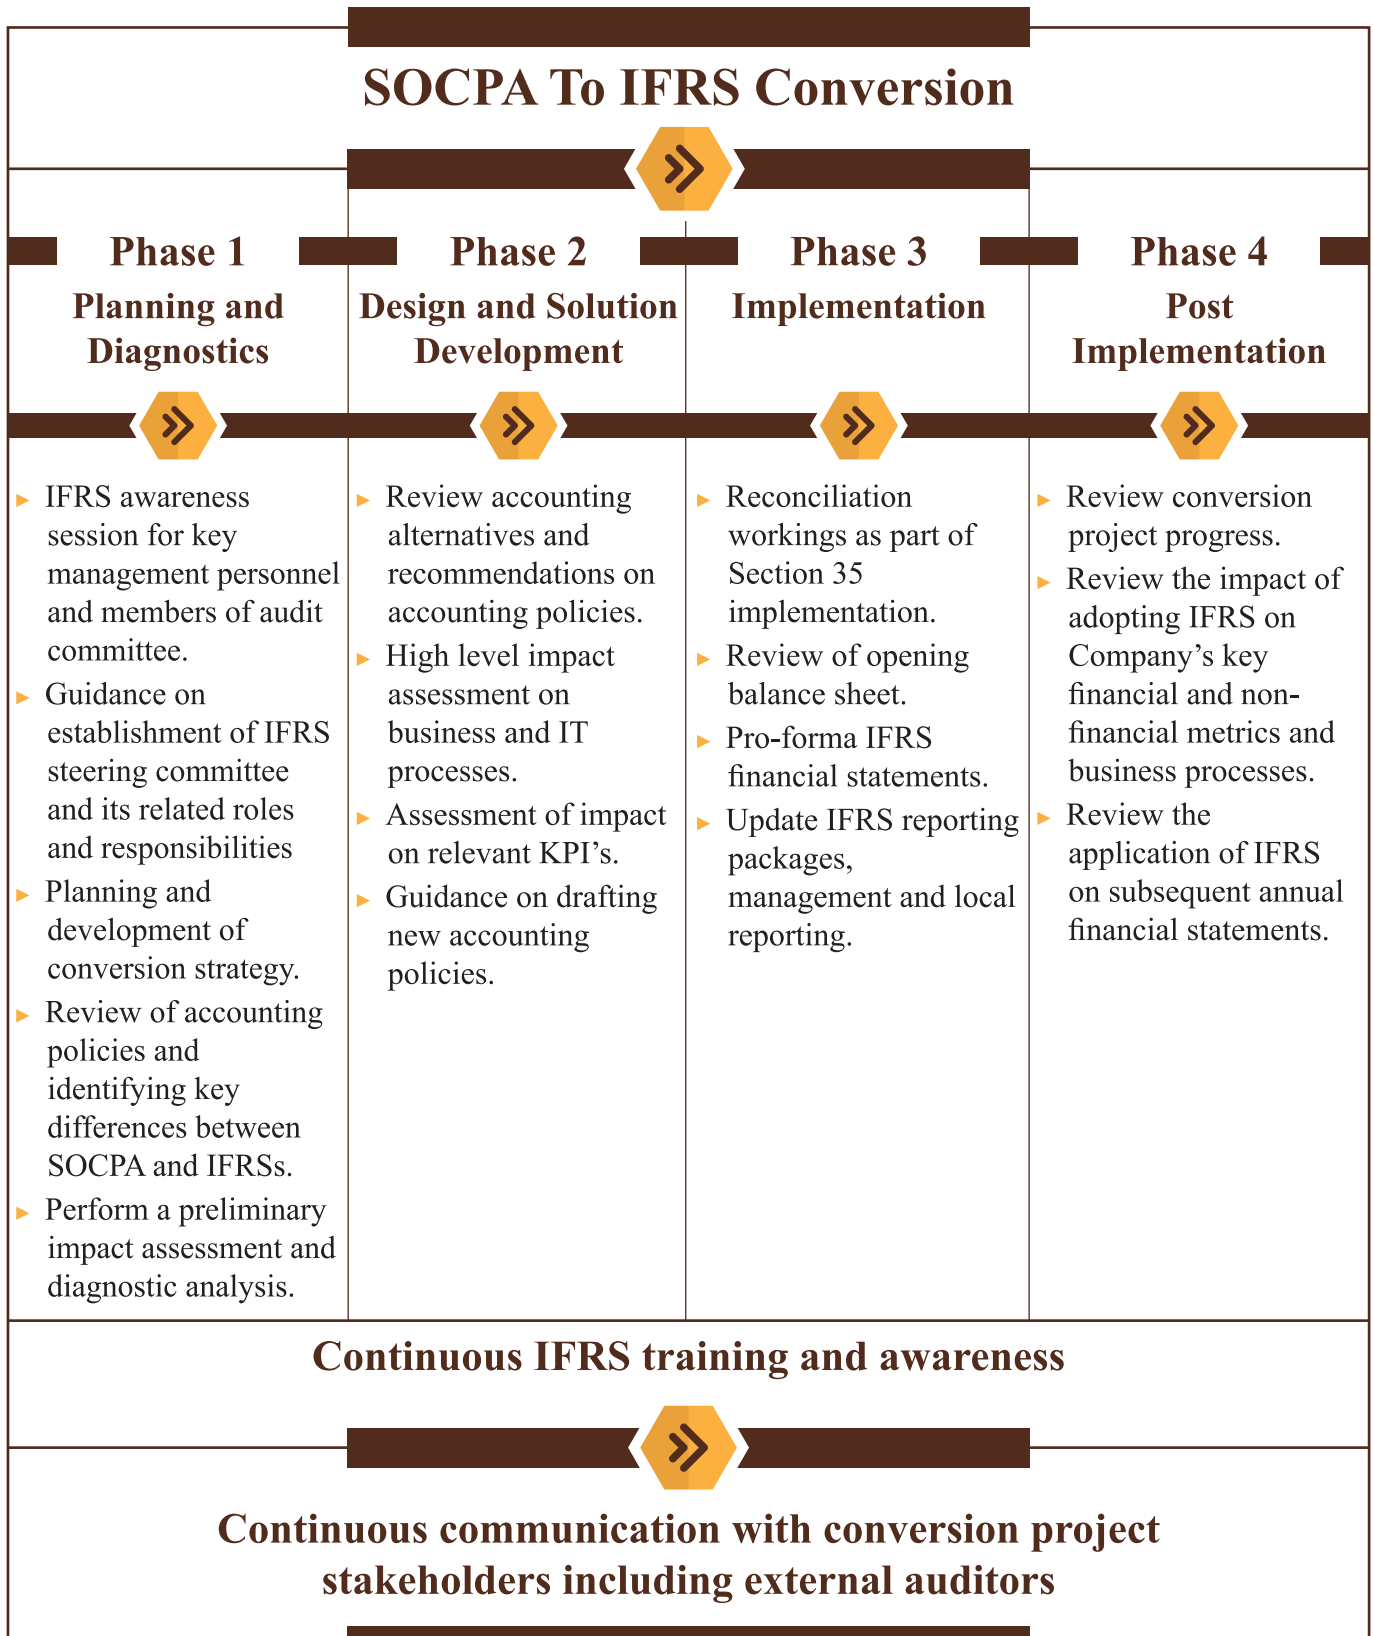 SOCPA To IFRS Conversion
Phase 1
Planning and
Diagnostics
► IFRS awareness
session for key
management personnel
and members of audit
committee.
► Guidance on
establishment of IFRS
steering committee
and its related roles
and responsibilities
► Planning and
development of
conversion strategy.
► Review of accounting
policies and
identifying key
differences between
SOCPA and IFRSs.
► Perform a preliminary
impact assessment and
diagnostic analysis.
Phase 2
Design and Solution
Development
► Review accounting
alternatives and
recommendations on
accounting policies.
► High level impact
assessment on
business and IT
processes.
► Assessment of impact
on relevant KPI’s.
► Guidance on drafting
new accounting
policies.
Phase 3
Implementation
► Reconciliation
workings as part of
Section 35
implementation.
► Review of opening
balance sheet.
► Pro-forma IFRS
financial statements.
► Update IFRS reporting
packages,
management and local
reporting.
Phase 4
Post
Implementation
► Review conversion
project progress.
► Review the impact of
adopting IFRS on
Company’s key
financial and non-
financial metrics and
business processes.
► Review the
application of IFRS
on subsequent annual
financial statements.
Continuous IFRS training and awareness
Continuous communication with conversion project
stakeholders including external auditors